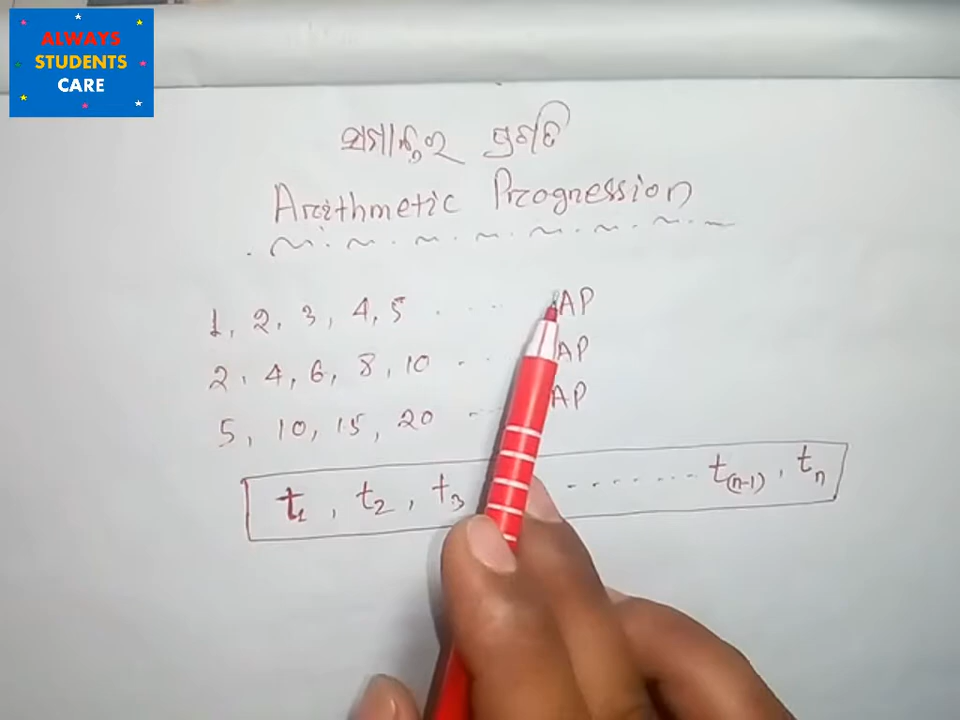 ALWAYS
STUDENTS
CARE
ସମାନ୍ତର ପ୍ରଗତି
Arithmetic Progression
1, 2, 3, 4, 5 ..... AP
2, 4, 6, 8, 10 ..... AP
5, 10, 15, 20 ..... AP
t₁, t₂, t₃ ........ t₍ₙ₋₁₎, tₙ